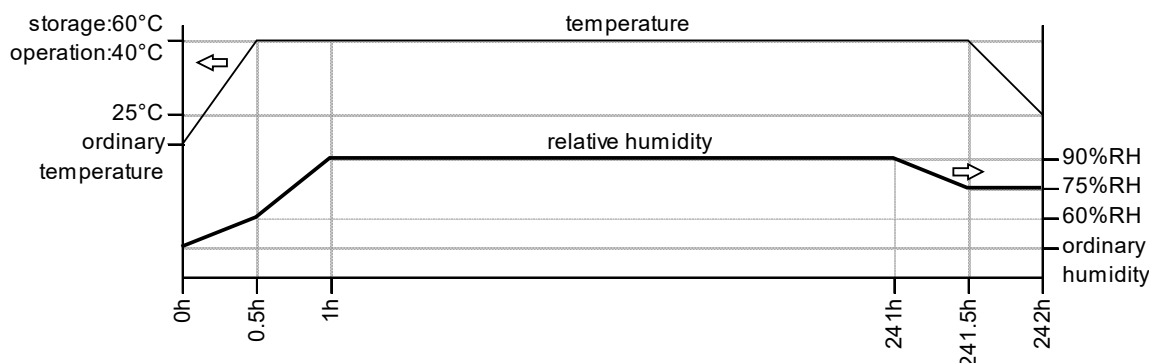 storage:60°C
operation:40°C
temperature
25°C
ordinary
temperature
relative humidity
90%RH
75%RH
60%RH
ordinary
humidity
0h
0.5h
1h
241h
241.5h
242h